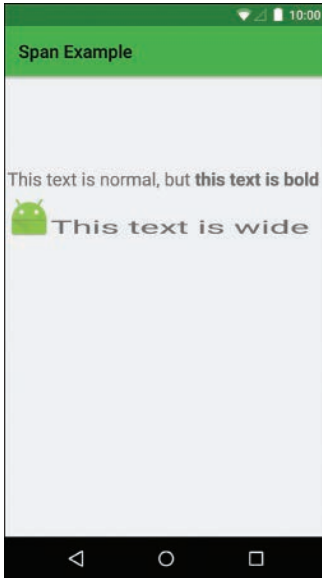 10:00
Span Example
This text is normal, but this text is bold
This text is wide